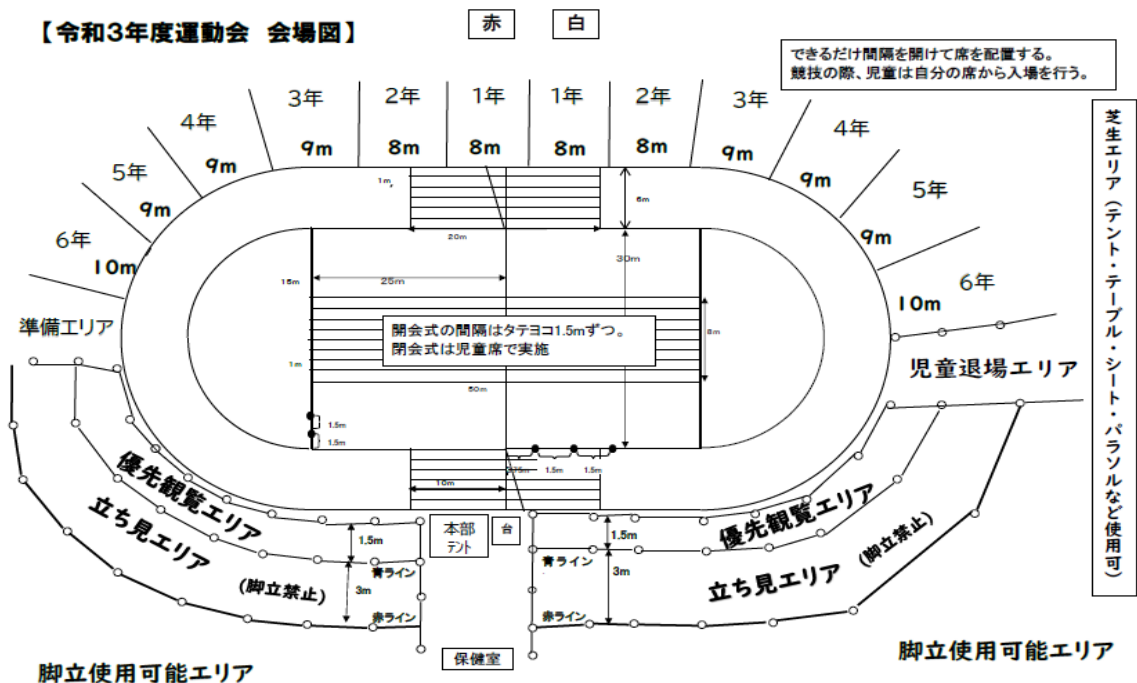 【令和3年度運動会 会場図】
赤
白
できるだけ間隔を開けて席を配置する。
競技の際、児童は自分の席から入場を行う。
3年
2年
1年
1年
2年
3年
4年
4年
5年
5年
6年
6年
9m
8m
8m
8m
8m
9m
9m
9m
9m
9m
10m
10m
芝生エリア(テント・テーブル・シート・パラソルなど使用可)
1m
6m
20m
30m
25m
15m
開会式の間隔はタテヨコ1.5mずつ。
閉会式は児童席で実施
8m
1m
50m
準備エリア
児童退場エリア
1.5m
1.5m
1.5m
1.5m
10m
優先観覧エリア
立ち見エリア
(脚立禁止)
1.5m
3m
青ライン
赤ライン
本部
テント
台
1.5m
3m
青ライン
赤ライン
優先観覧エリア
立ち見エリア
(脚立禁止)
保健室
脚立使用可能エリア
脚立使用可能エリア